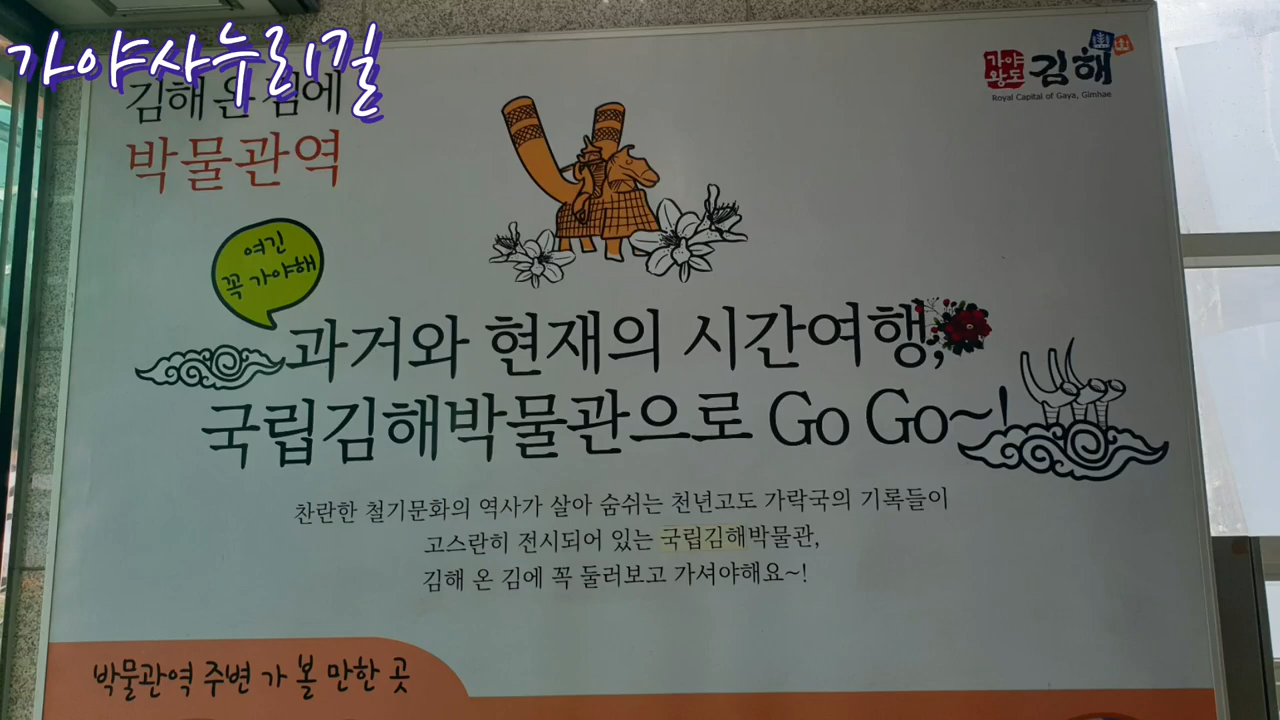 가야사누리길
김해 온 김에
박물관역
가야
왕도 김해
Royal Capital of Gaya, Gimhae
여긴
꼭 가야해
과거와 현재의 시간여행,
국립김해박물관으로 Go Go~!
찬란한 철기문화의 역사가 살아 숨쉬는 천년고도 가락국의 기록들이
고스란히 전시되어 있는 국립김해박물관,
김해 온 김에 꼭 둘러보고 가셔야해요~!
박물관역 주변 가 볼 만한 곳